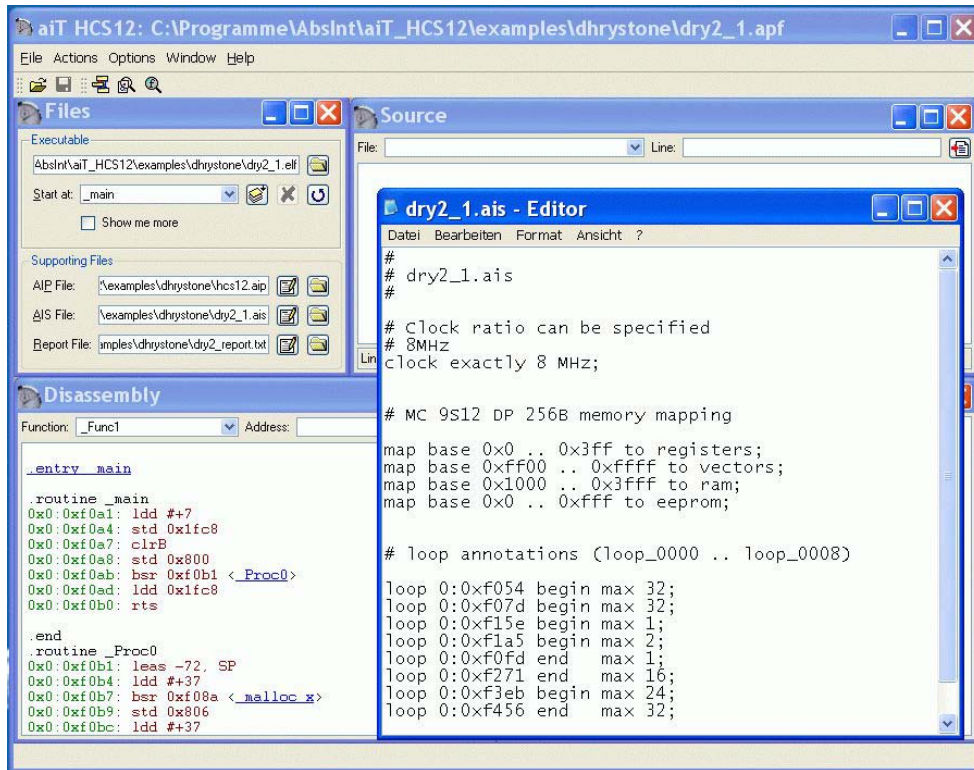 aiT HCS12: C:\Programme\AbsInt\aiT_HCS12\examples\dhrystone\dry2_1.apf
File Actions Options Window Help
Files
Executable
AbsInt\aiT_HCS12\examples\dhrystone\dry2_1.elf
Start at: _main
Show me more
Supporting Files
AIP File: :\examples\dhrystone\hcs12.aip
AIS File: \examples\dhrystone\dry2_1.ais
Report File: amples\dhrystone\dry2_report.txt
Source
File: Line:
Lin
dry2_1.ais - Editor
Datei Bearbeiten Format Ansicht ?
#
# dry2_1.ais
#
# Clock ratio can be specified
# 8MHz
clock exactly 8 MHz;
# MC 9S12 DP 256B memory mapping
map base 0x0 .. 0x3ff to registers;
map base 0xff00 .. 0xffff to vectors;
map base 0x1000 .. 0x3fff to ram;
map base 0x0 .. 0xfff to eeprom;
# loop annotations (loop_0000 .. loop_0008)
loop 0:0xf054 begin max 32;
loop 0:0xf07d begin max 32;
loop 0:0xf15e begin max 1;
loop 0:0xf1a5 begin max 2;
loop 0:0xf0fd end max 1;
loop 0:0xf271 end max 16;
loop 0:0xf3eb begin max 24;
loop 0:0xf456 end max 32;
Disassembly
Function: _Func1 Address:
.entry _main
.routine _main
0x0:0xf0a1: ldd #+7
0x0:0xf0a4: std 0x1fc8
0x0:0xf0a7: clrB
0x0:0xf0a8: std 0x800
0x0:0xf0ab: bsr 0xf0b1 <_Proc0>
0x0:0xf0ad: ldd 0x1fc8
0x0:0xf0b0: rts
.end
.routine _Proc0
0x0:0xf0b1: leas -72, SP
0x0:0xf0b4: ldd #+37
0x0:0xf0b7: bsr 0xf08a <_malloc_x>
0x0:0xf0b9: std 0x806
0x0:0xf0bc: ldd #+37